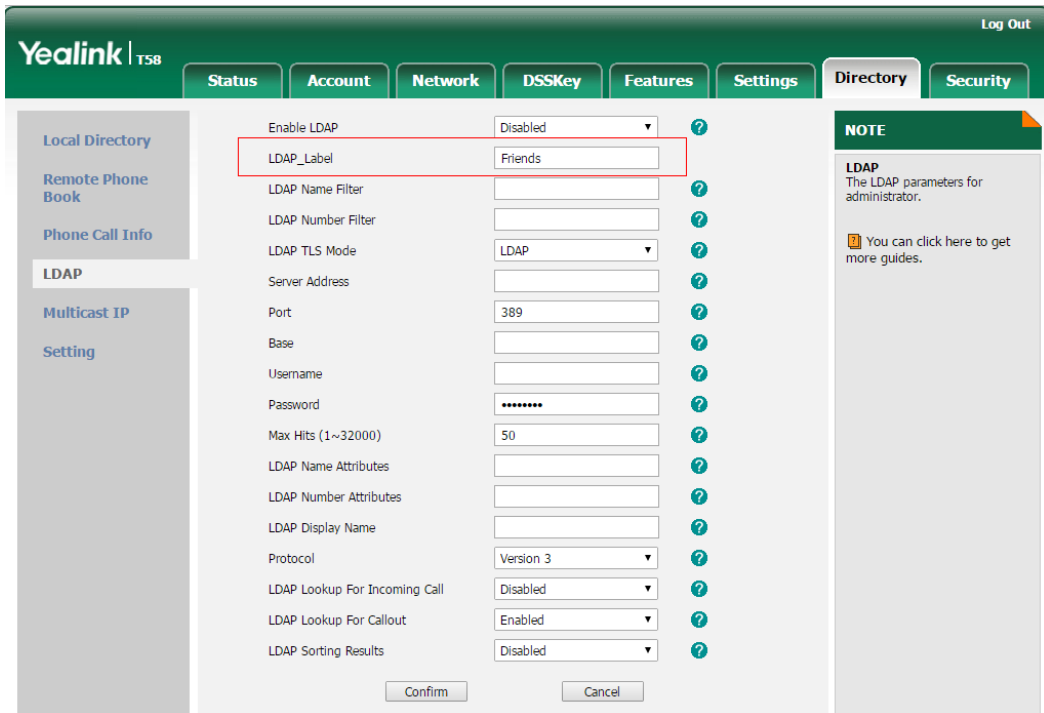 Log Out
Yealink T58
Status Account Network DSSKey Features Settings Directory Security
Local Directory
Remote Phone
Book
Phone Call Info
LDAP
Multicast IP
Setting
Enable LDAP Disabled ?
LDAP_Label Friends
LDAP Name Filter ?
LDAP Number Filter ?
LDAP TLS Mode LDAP ?
Server Address ?
Port 389 ?
Base ?
Username ?
Password •••••••• ?
Max Hits (1~32000) 50 ?
LDAP Name Attributes ?
LDAP Number Attributes ?
LDAP Display Name ?
Protocol Version 3 ?
LDAP Lookup For Incoming Call Disabled ?
LDAP Lookup For Callout Enabled ?
LDAP Sorting Results Disabled ?
Confirm Cancel
NOTE
LDAP
The LDAP parameters for
administrator.
? You can click here to get
more guides.